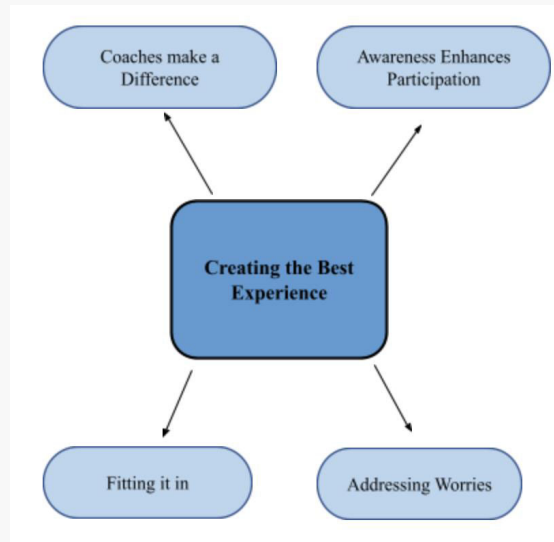 Coaches make a
Difference
Awareness Enhances
Participation
Creating the Best
Experience
Fitting it in
Addressing Worries